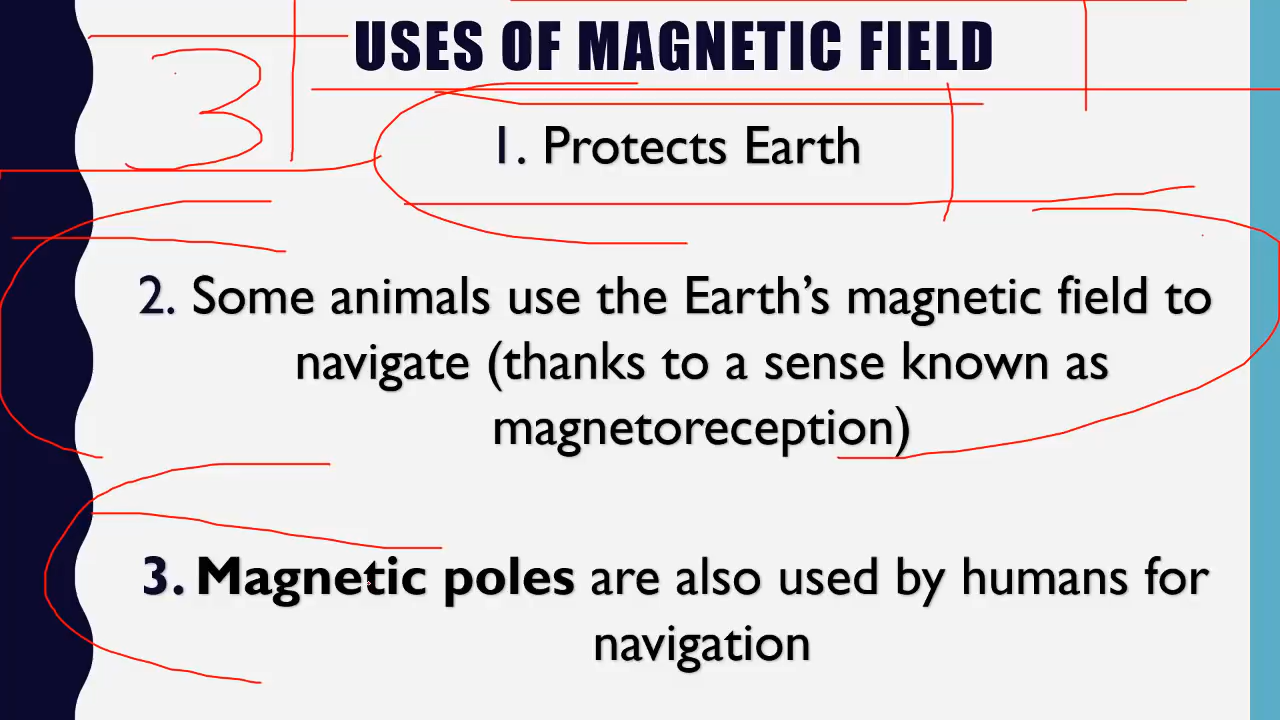 USES OF MAGNETIC FIELD
3
1. Protects Earth
2. Some animals use the Earth's magnetic field to
navigate (thanks to a sense known as
magnetoreception)
3. Magnetic poles are also used by humans for
navigation